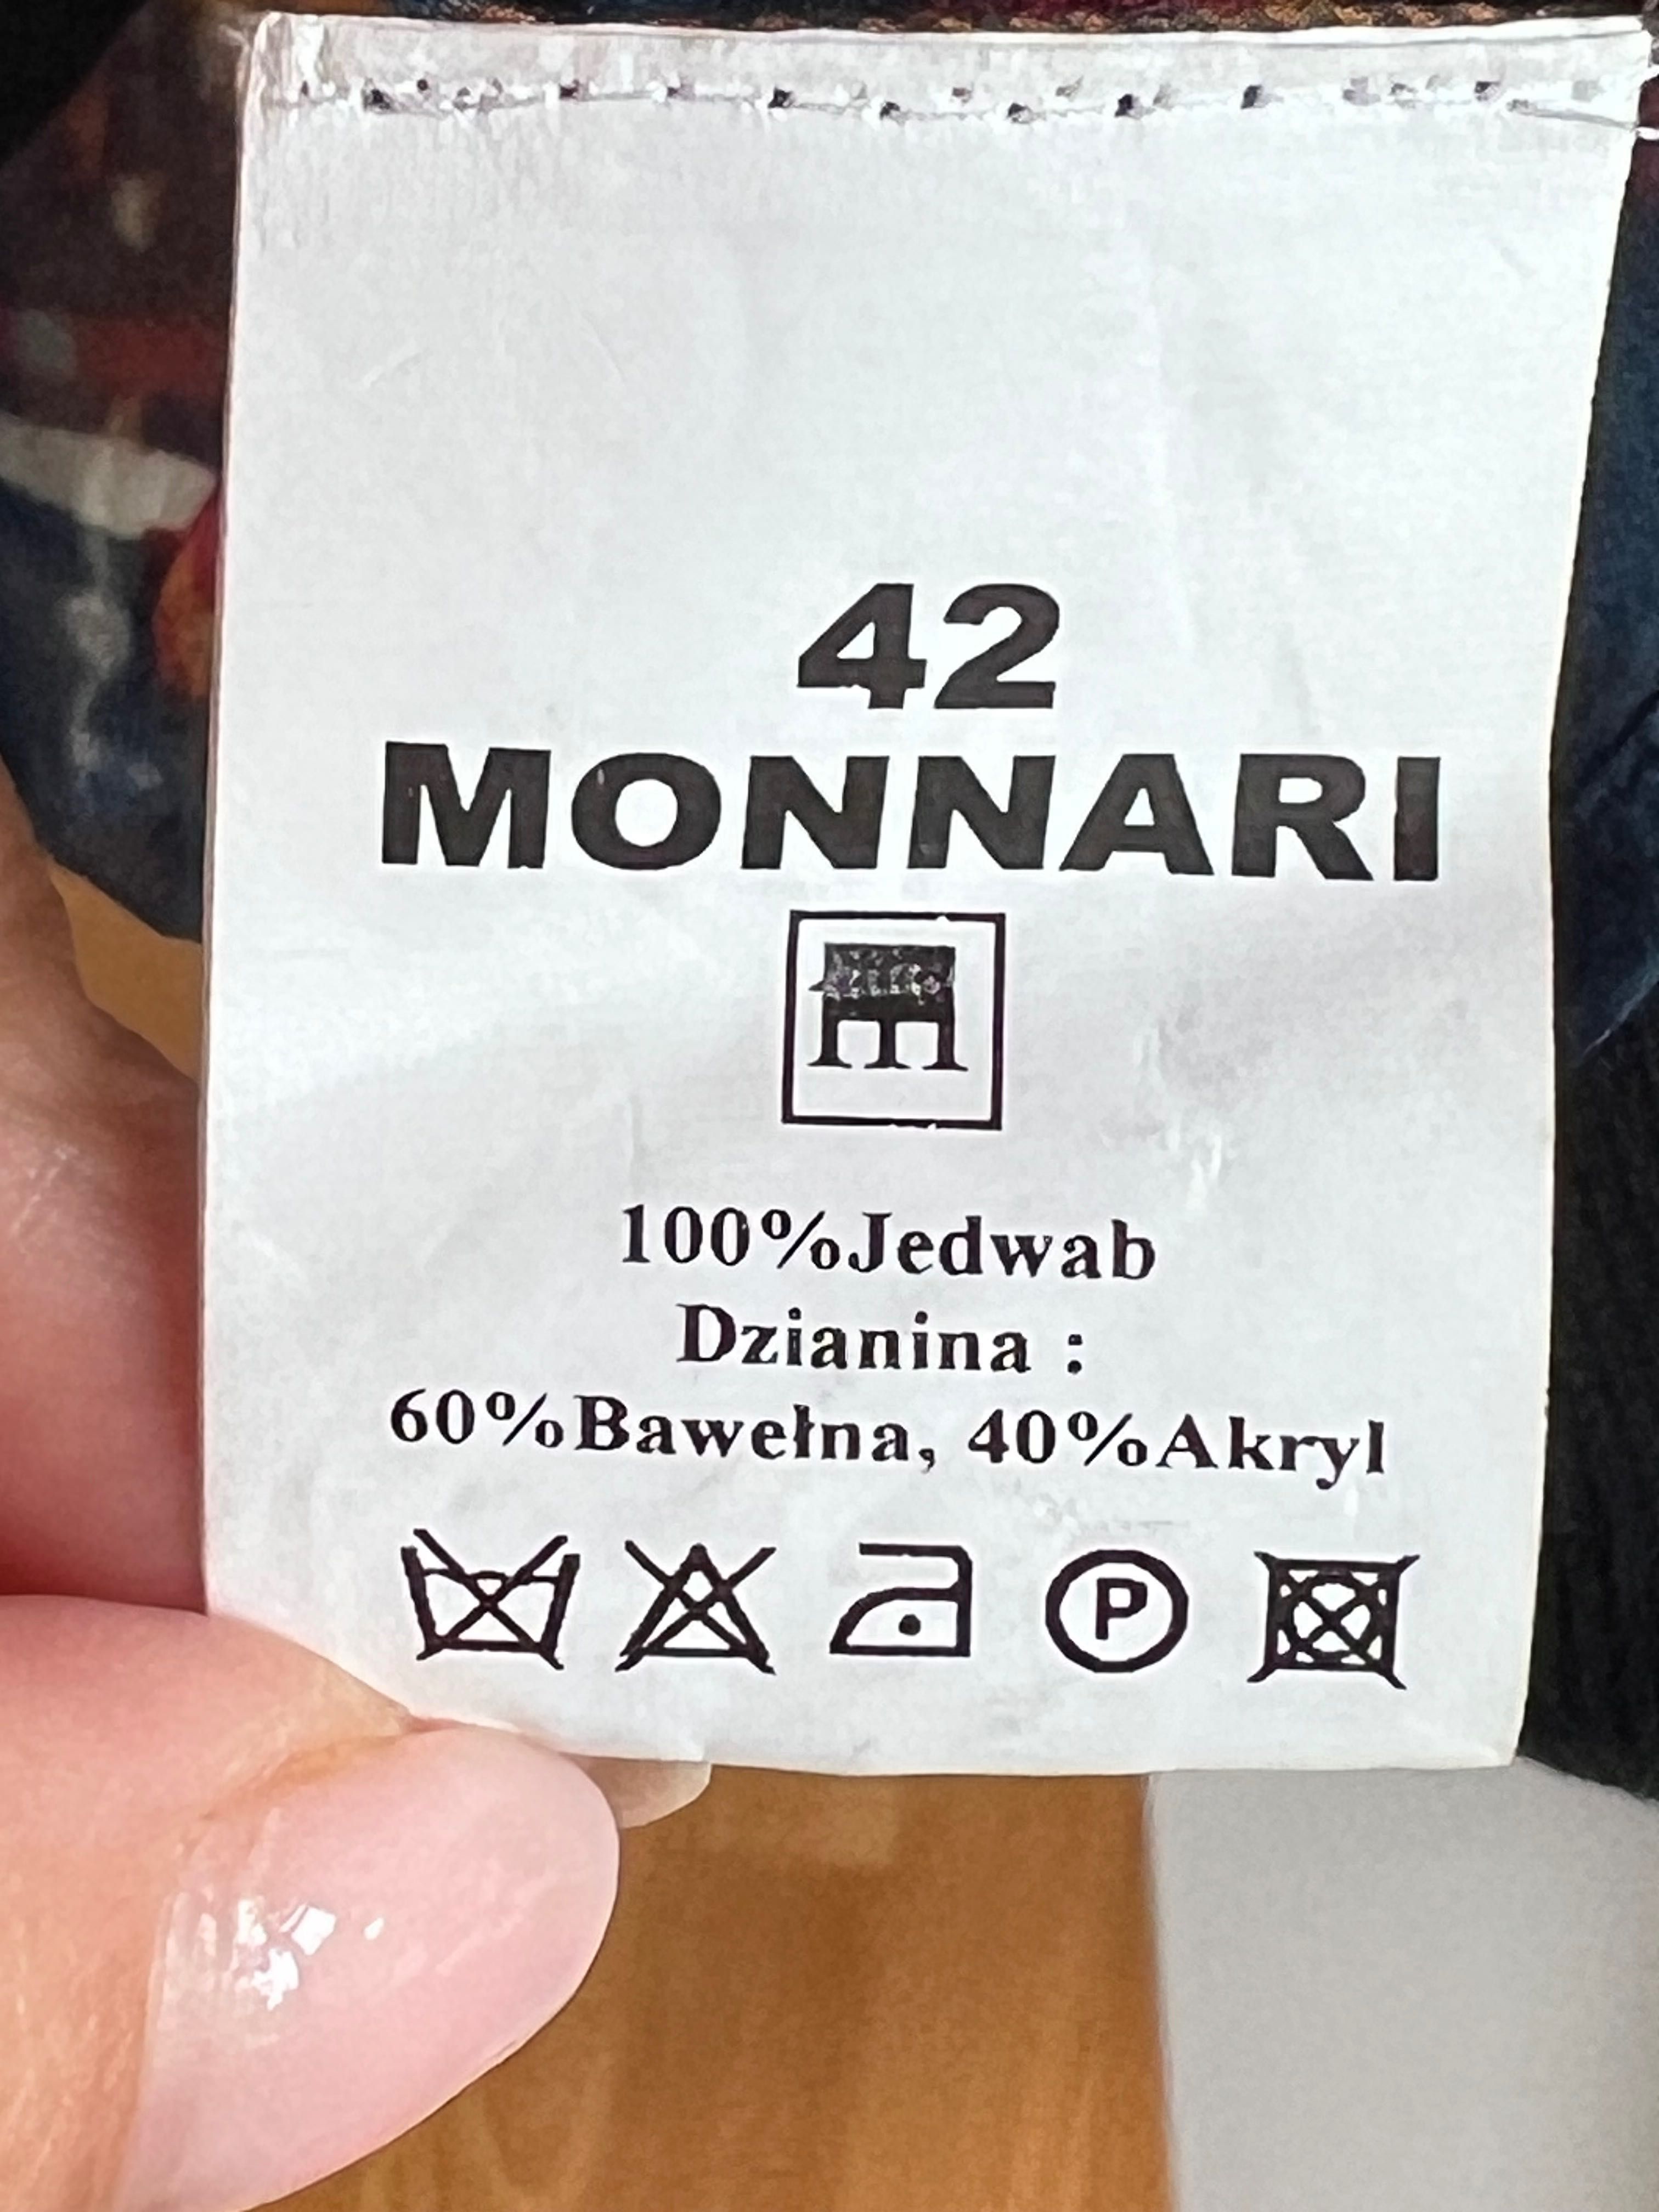 42
MONNARI
100%Jedwab
Dzianina :
60%Bawełna, 40%Akryl
P